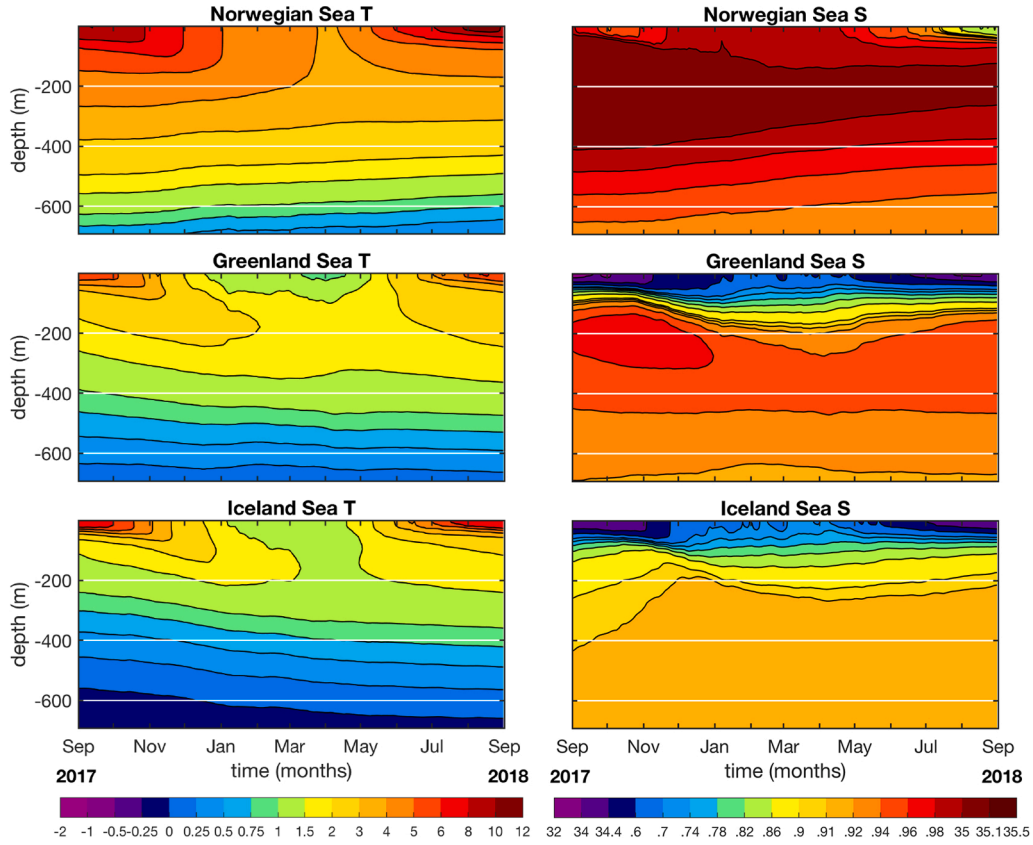 Norwegian Sea T
Norwegian Sea S
depth (m)
-200
-400
-600
Greenland Sea T
Greenland Sea S
depth (m)
-200
-400
-600
Iceland Sea T
Iceland Sea S
depth (m)
-200
-400
-600
Sep Nov Jan Mar May Jul Sep
Sep Nov Jan Mar May Jul Sep
2017 time (months) 2018
2017 time (months) 2018
-2 -1 -0.5 -0.25 0 0.25 0.5 0.75 1 1.5 2 3 4 5 6 8 10 12
32 34 34.4 .6 .7 .74 .78 .82 .86 .9 .91 .92 .94 .96 .98 35 35.1 35.5